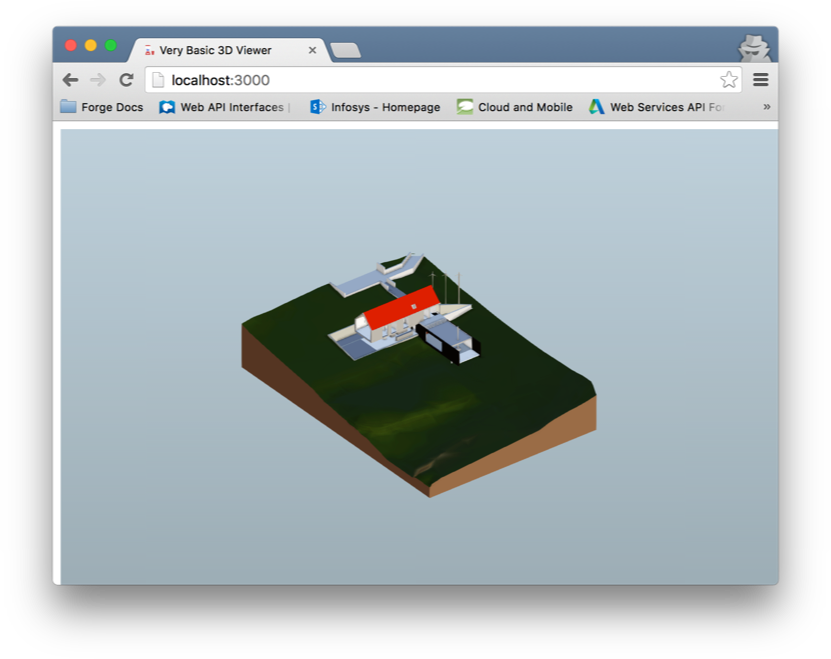 Very Basic 3D Viewer
localhost:3000
Forge Docs Web API Interfaces | Infosys - Homepage Cloud and Mobile Web Services API Fo